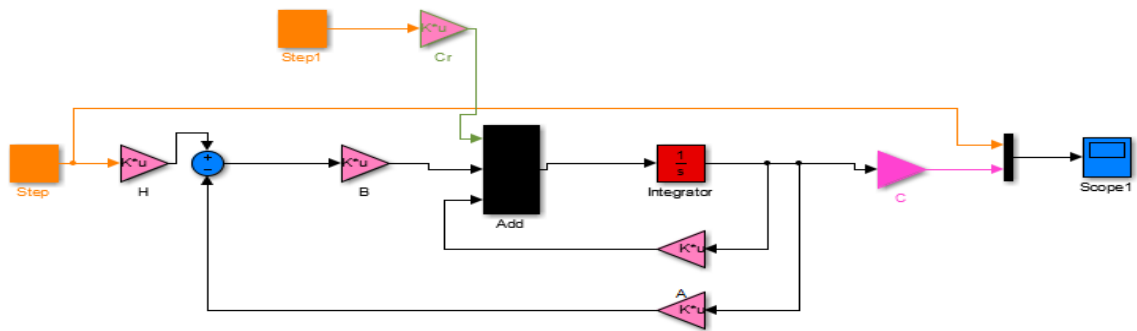 K*u
Step1
Cr
K*u
+
−
K*u
1
s
Step
H
B
Add
Integrator
C
Scope1
K*u
A
K*u